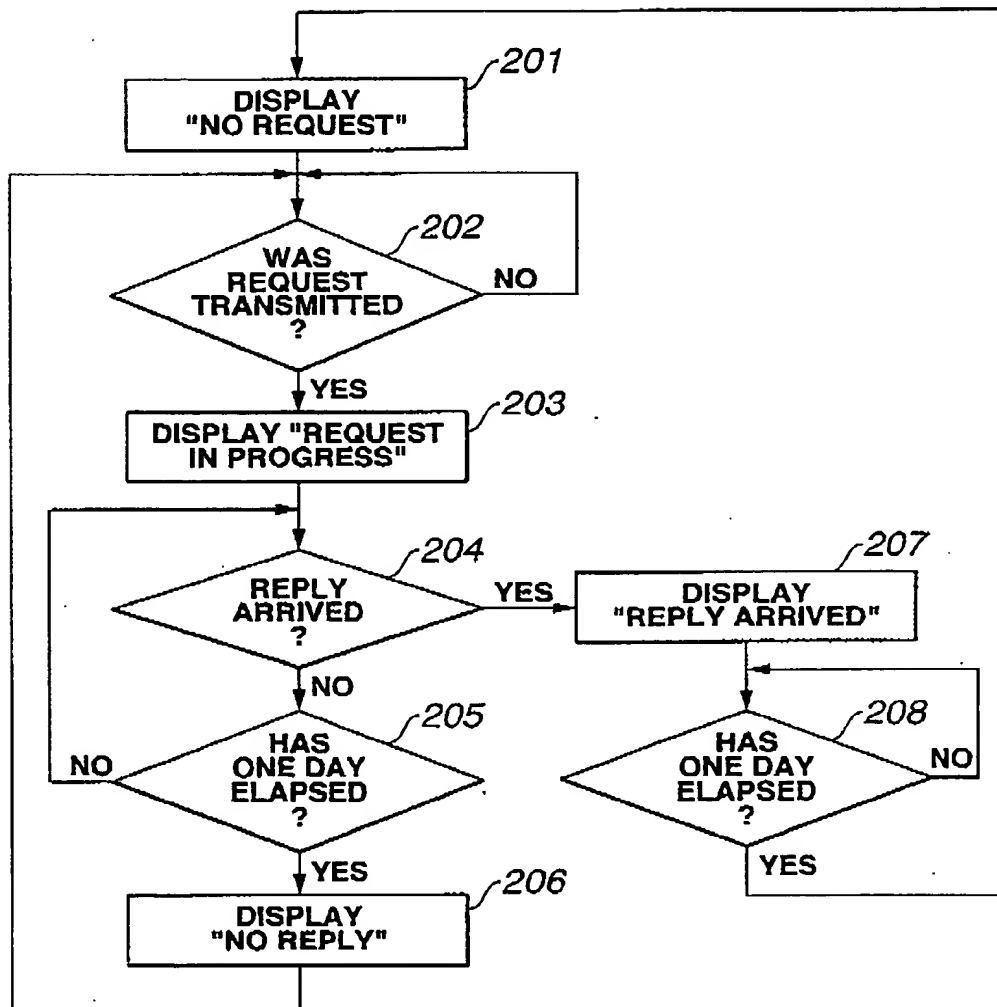 201
DISPLAY
"NO REQUEST"
202
WAS
REQUEST
TRANSMITTED
?
NO
YES
203
DISPLAY "REQUEST
IN PROGRESS"
204
REPLY
ARRIVED
?
YES
207
DISPLAY
"REPLY ARRIVED"
NO
205
HAS
ONE DAY
ELAPSED
?
NO
208
HAS
ONE DAY
ELAPSED
?
NO
YES
YES
206
DISPLAY
"NO REPLY"